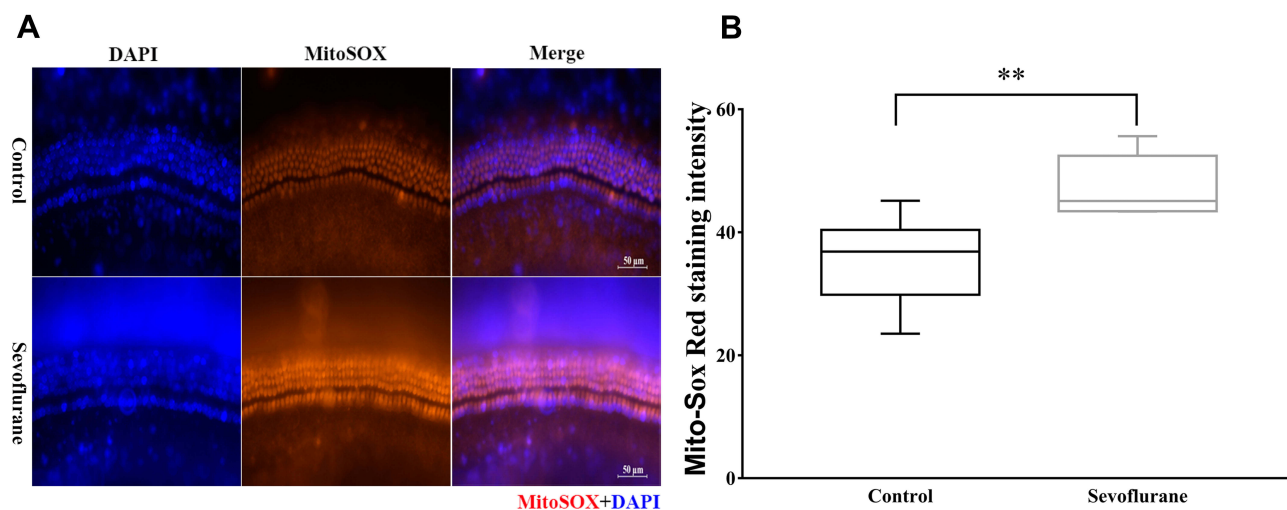 A
DAPI MitoSOX Merge
Control
50 μm
Sevoflurane
50 μm
MitoSOX+DAPI
B
**
Mito-Sox Red staining intensity
60
40
20
0
Control Sevoflurane